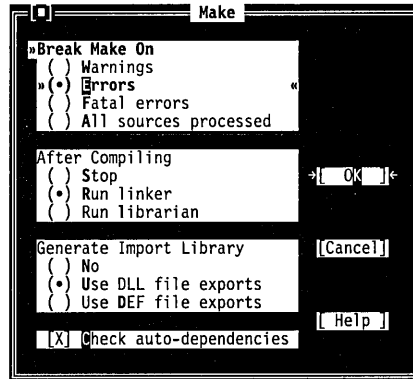 [■] Make
»Break Make On
( ) Warnings
»(•) Errors «
( ) Fatal errors
( ) All sources processed
After Compiling
( ) Stop
(•) Run linker
( ) Run librarian
→[ OK ]←
Generate Import Library
( ) No
(•) Use DLL file exports
( ) Use DEF file exports
[Cancel]
[X] Check auto-dependencies
[ Help ]